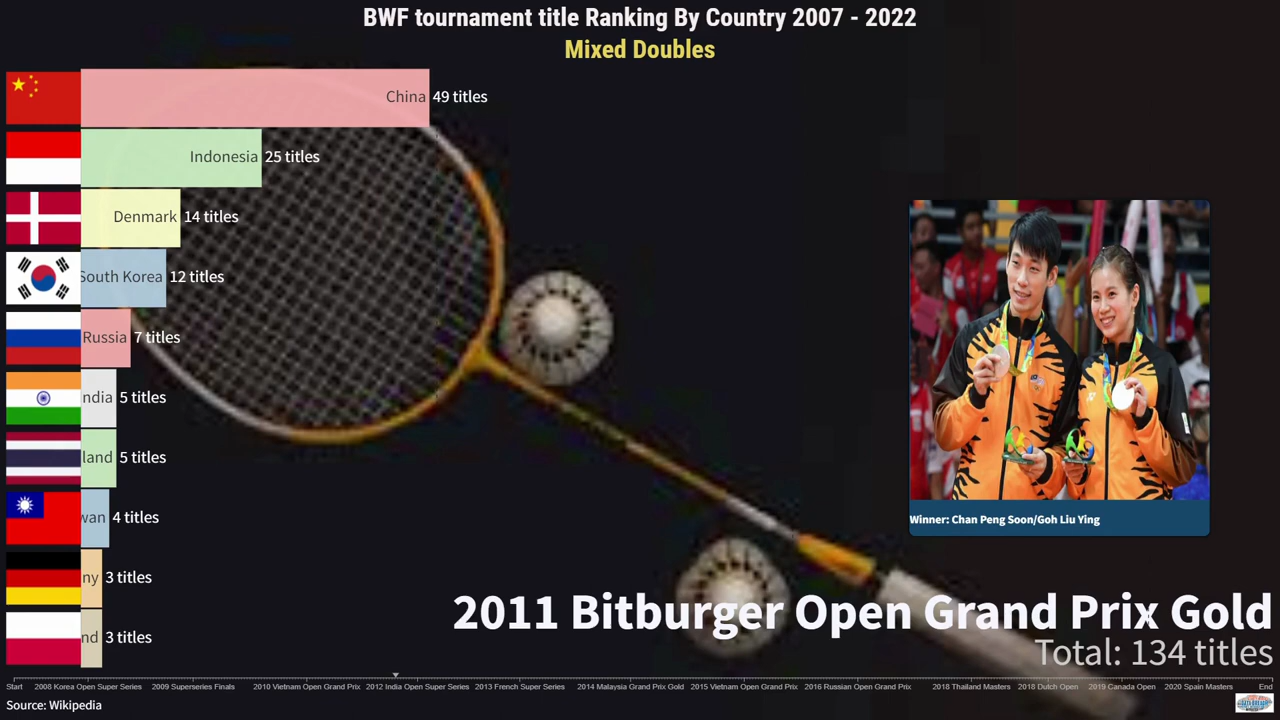 BWF tournament title Ranking By Country 2007 - 2022
Mixed Doubles
China 49 titles
Indonesia 25 titles
Denmark 14 titles
South Korea 12 titles
Russia 7 titles
ndia 5 titles
land 5 titles
wan 4 titles
ny 3 titles
nd 3 titles
Winner: Chan Peng Soon/Goh Liu Ying
2011 Bitburger Open Grand Prix Gold
Total: 134 titles
Start 2008 Korea Open Super Series 2009 Superseries Finals 2010 Vietnam Open Grand Prix 2012 India Open Super Series 2013 French Super Series 2014 Malaysia Grand Prix Gold 2015 Vietnam Open Grand Prix 2016 Russian Open Grand Prix 2018 Thailand Masters 2018 Dutch Open 2019 Canada Open 2020 Spain Masters End
Source: Wikipedia